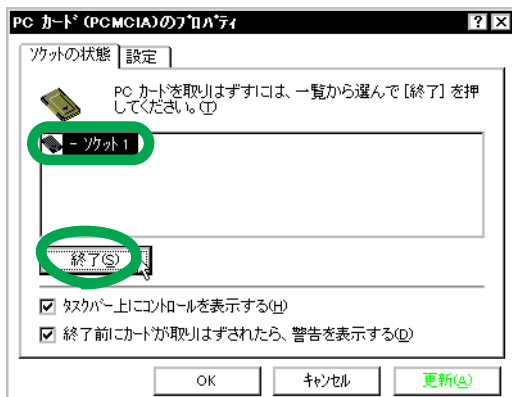 PC カード(PCMCIA)のプロパティ
ソケットの状態 設定
PC カードを取りはずすには、一覧から選んで [終了] を押
してください。(T)
- ソケット 1
終了(S)
タスクバー上にコントロールを表示する(H)
終了前にカードが取りはずされたら、警告を表示する(D)
OK キャンセル 更新(A)